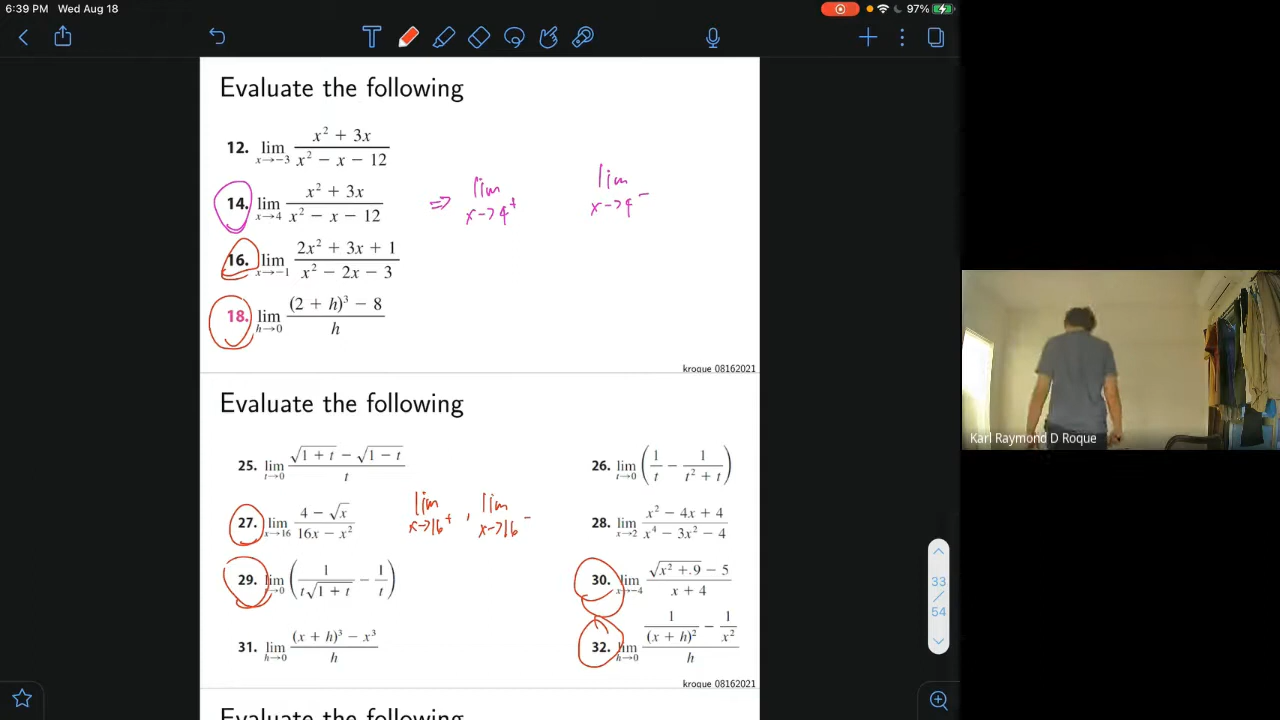 6:39 PM Wed Aug 18
97%
Evaluate the following
12. lim x→−3 (x² + 3x)/(x² − x − 12)
14. lim x→4 (x² + 3x)/(x² − x − 12) ⇒ lim x→4⁺ lim x→4⁻
16. lim x→−1 (2x² + 3x + 1)/(x² − 2x − 3)
18. lim h→0 ((2 + h)³ − 8)/h
kroque 08162021
Evaluate the following
25. lim t→0 (√(1 + t) − √(1 − t))/t
26. lim t→0 (1/t − 1/(t² + t))
27. lim x→16 (4 − √x)/(16x − x²) lim x→16⁺ , lim x→16⁻
28. lim x→2 (x² − 4x + 4)/(x⁴ − 3x² − 4)
29. lim t→0 (1/(t√(1 + t)) − 1/t)
30. lim x→−4 (√(x² + 9) − 5)/(x + 4)
31. lim h→0 ((x + h)³ − x³)/h
32. lim h→0 (1/(x + h)² − 1/x²)/h
kroque 08162021
Evaluate the following
33
/
54
Karl Raymond D Roque